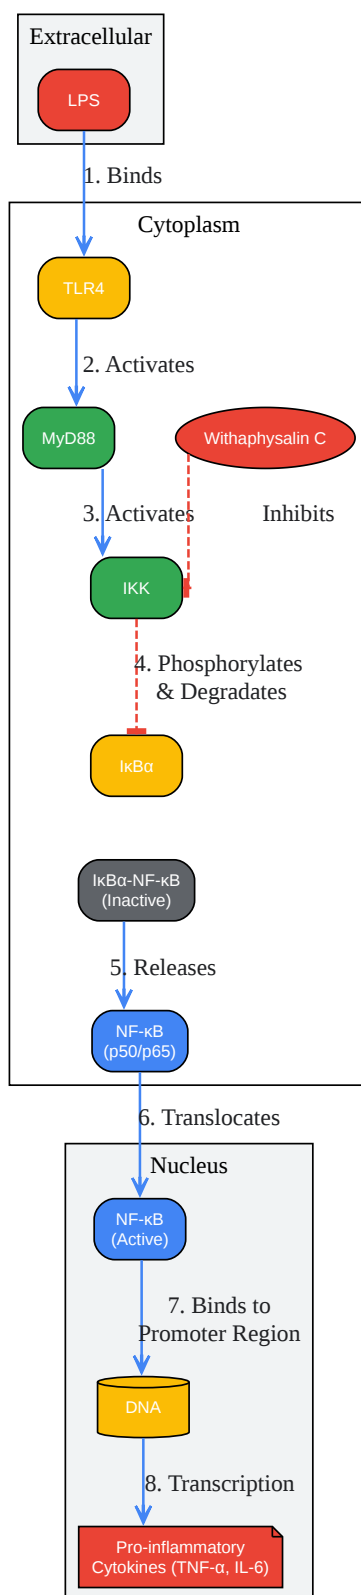 Extracellular
LPS
1. Binds
Cytoplasm
TLR4
2. Activates
MyD88
Withaphysalin C
3. Activates
Inhibits
IKK
4. Phosphorylates
& Degradates
IκBα
IκBα-NF-κB
(Inactive)
5. Releases
NF-κB
(p50/p65)
6. Translocates
Nucleus
NF-κB
(Active)
7. Binds to
Promoter Region
DNA
8. Transcription
Pro-inflammatory
Cytokines (TNF-α, IL-6)